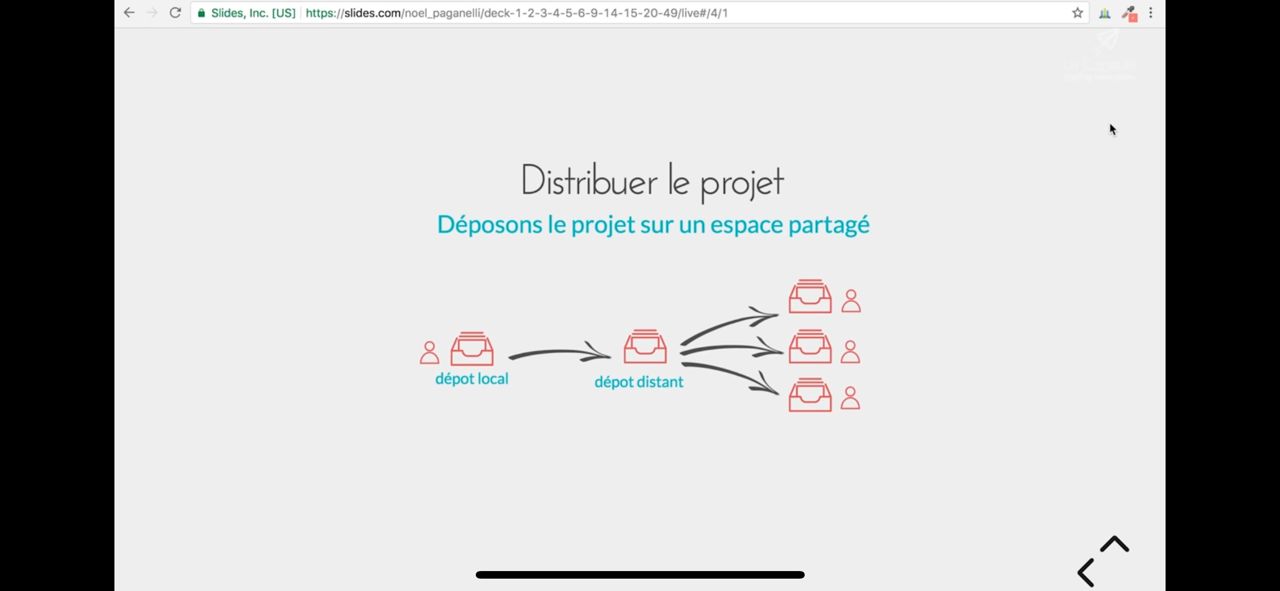 Slides, Inc. [US] https://slides.com/noel_paganelli/deck-1-2-3-4-5-6-9-14-15-20-49/live#/4/1
Distribuer le projet
Déposons le projet sur un espace partagé
dépot local
dépot distant